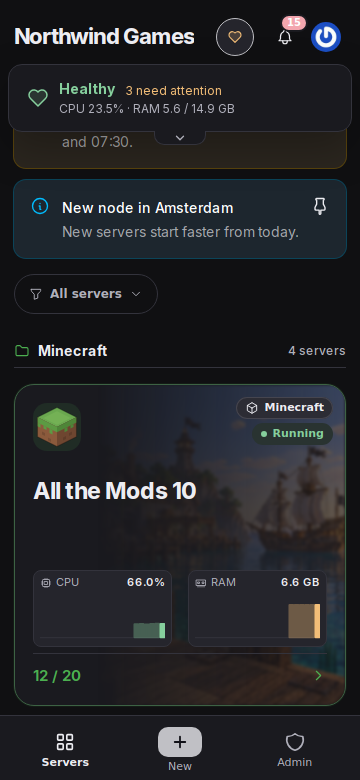 Northwind Games
15
Healthy 3 need attention
CPU 23.5% · RAM 5.6 / 14.9 GB
and 07:30.
New node in Amsterdam
New servers start faster from today.
All servers
Minecraft 4 servers
Minecraft
Running
All the Mods 10
CPU 66.0%
RAM 6.6 GB
12 / 20
Servers
New
Admin